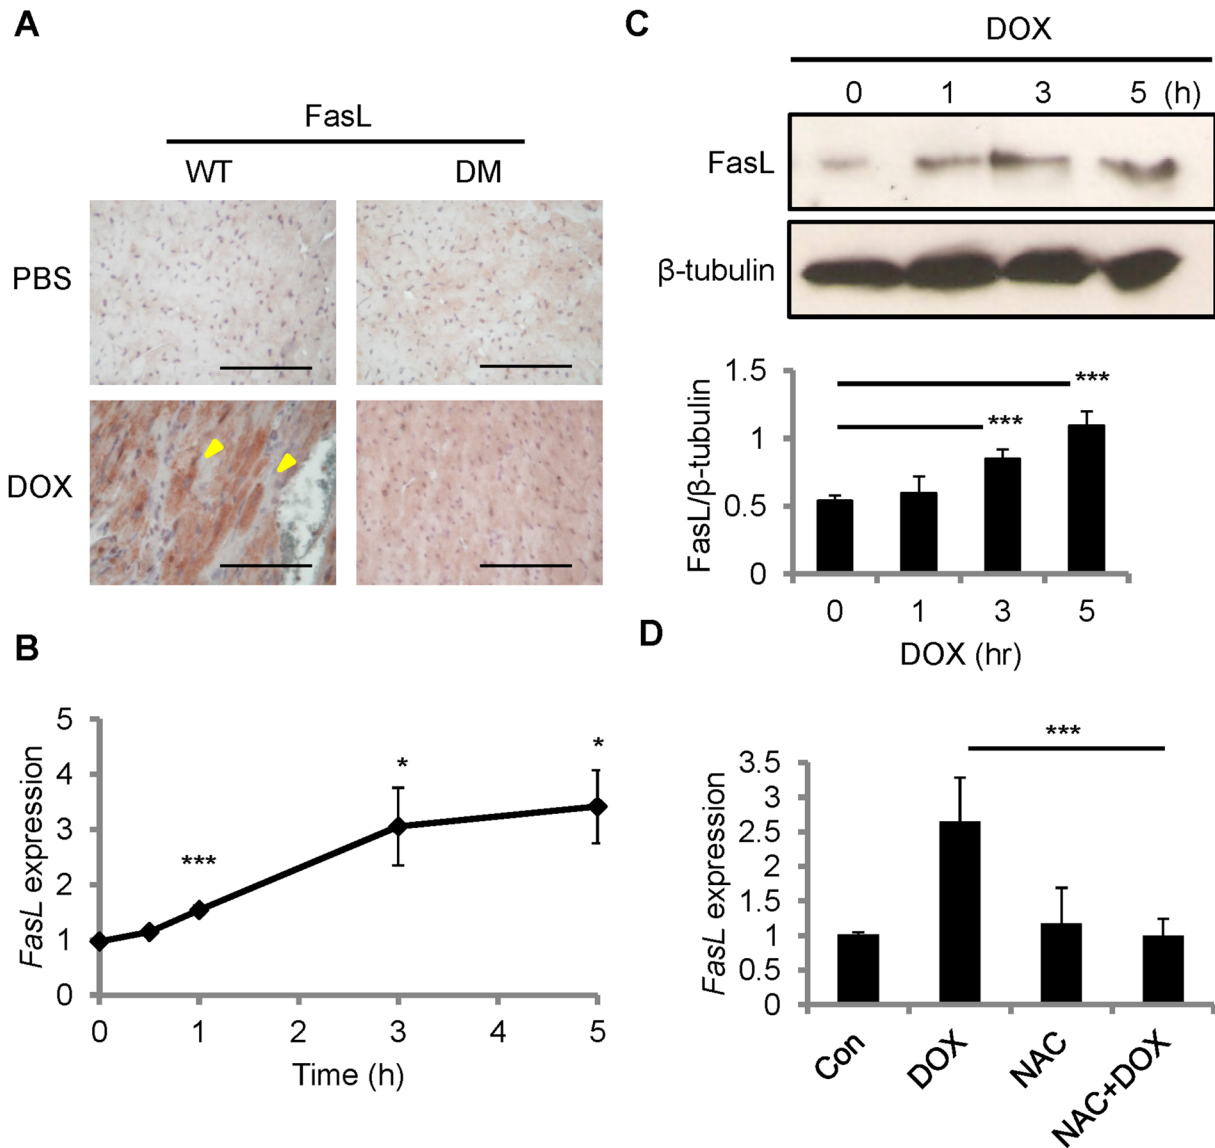 A
FasL
WT DM
PBS
DOX
B
5
4
3
2
1
0
FasL expression
***
*
*
0 1 2 3 4 5
Time (h)
C
DOX
0 1 3 5 (h)
FasL
β-tubulin
1.5
1
0.5
0
FasL/β-tubulin
***
***
0 1 3 5
DOX (hr)
D
3.5
3
2.5
2
1.5
1
0.5
0
FasL expression
***
Con DOX NAC NAC+DOX